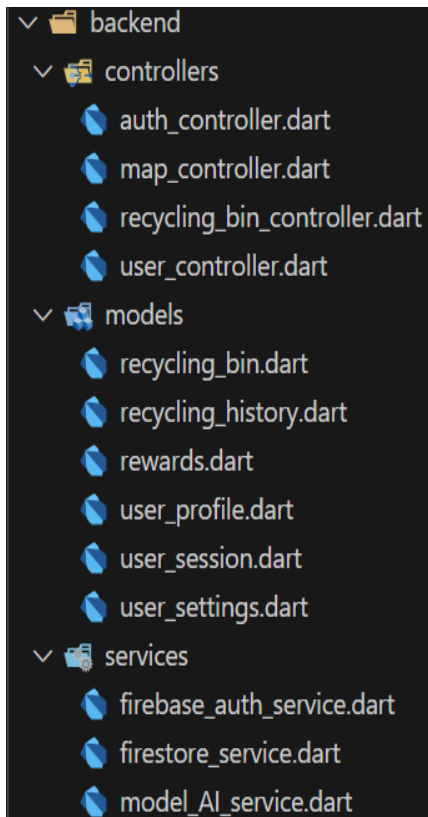 backend
controllers
auth_controller.dart
map_controller.dart
recycling_bin_controller.dart
user_controller.dart
models
recycling_bin.dart
recycling_history.dart
rewards.dart
user_profile.dart
user_session.dart
user_settings.dart
services
firebase_auth_service.dart
firestore_service.dart
model_AI_service.dart